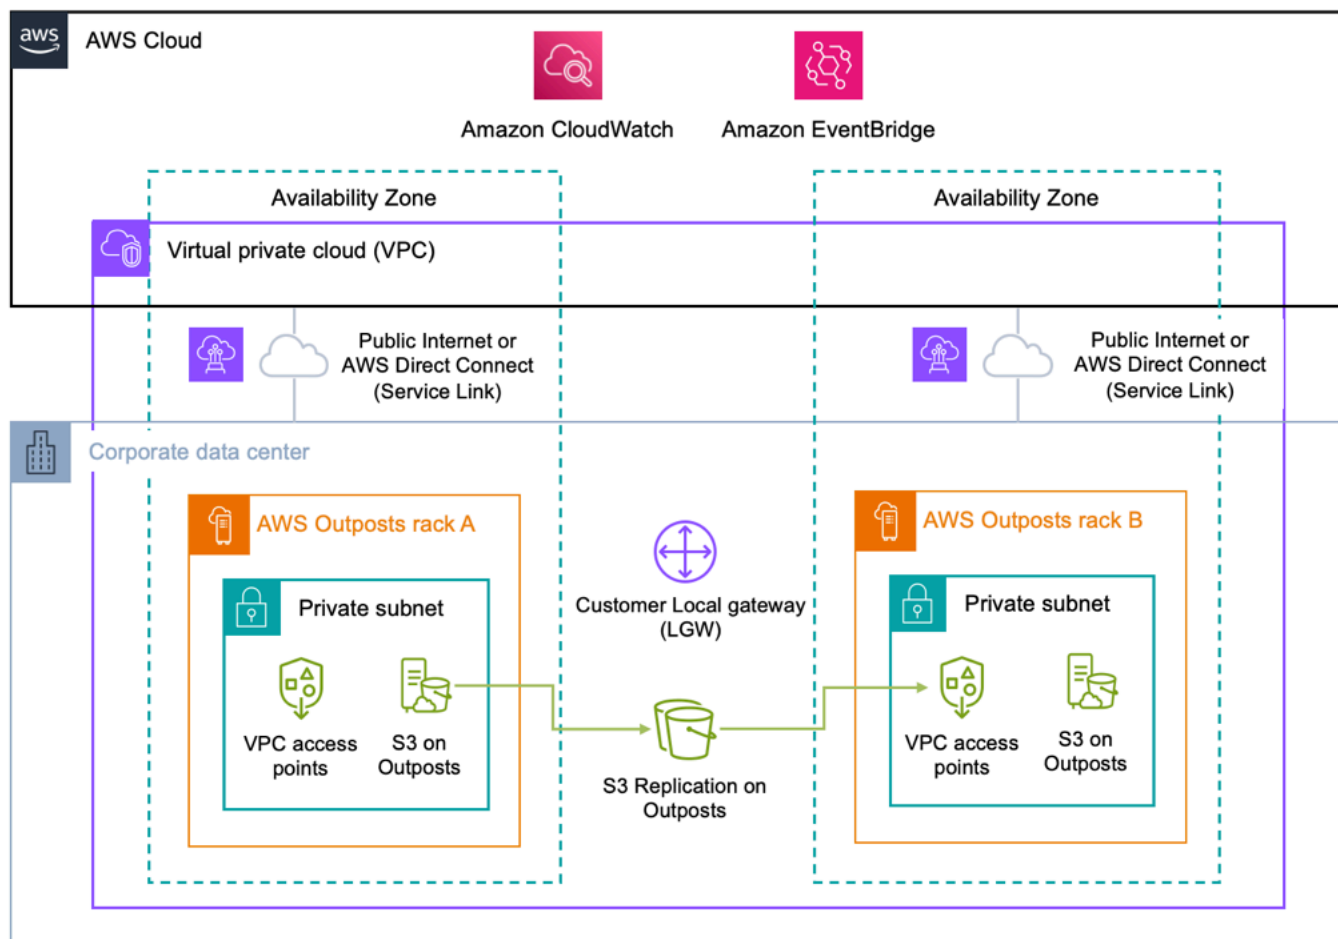 aws
AWS Cloud
Amazon CloudWatch
Amazon EventBridge
Availability Zone
Availability Zone
Virtual private cloud (VPC)
Public Internet or
AWS Direct Connect
(Service Link)
Public Internet or
AWS Direct Connect
(Service Link)
Corporate data center
AWS Outposts rack A
Private subnet
VPC access
points
S3 on
Outposts
Customer Local gateway
(LGW)
S3 Replication on
Outposts
AWS Outposts rack B
Private subnet
VPC access
points
S3 on
Outposts